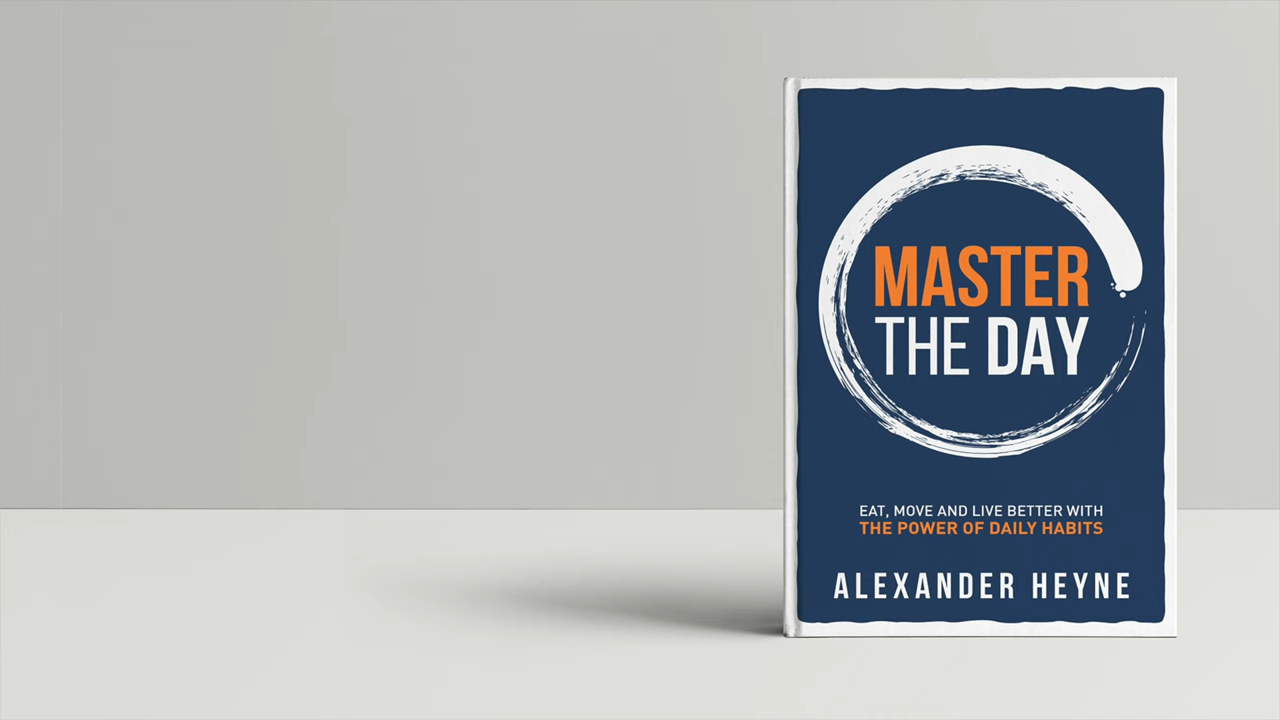 MASTER
THE DAY
EAT, MOVE AND LIVE BETTER WITH
THE POWER OF DAILY HABITS
ALEXANDER HEYNE